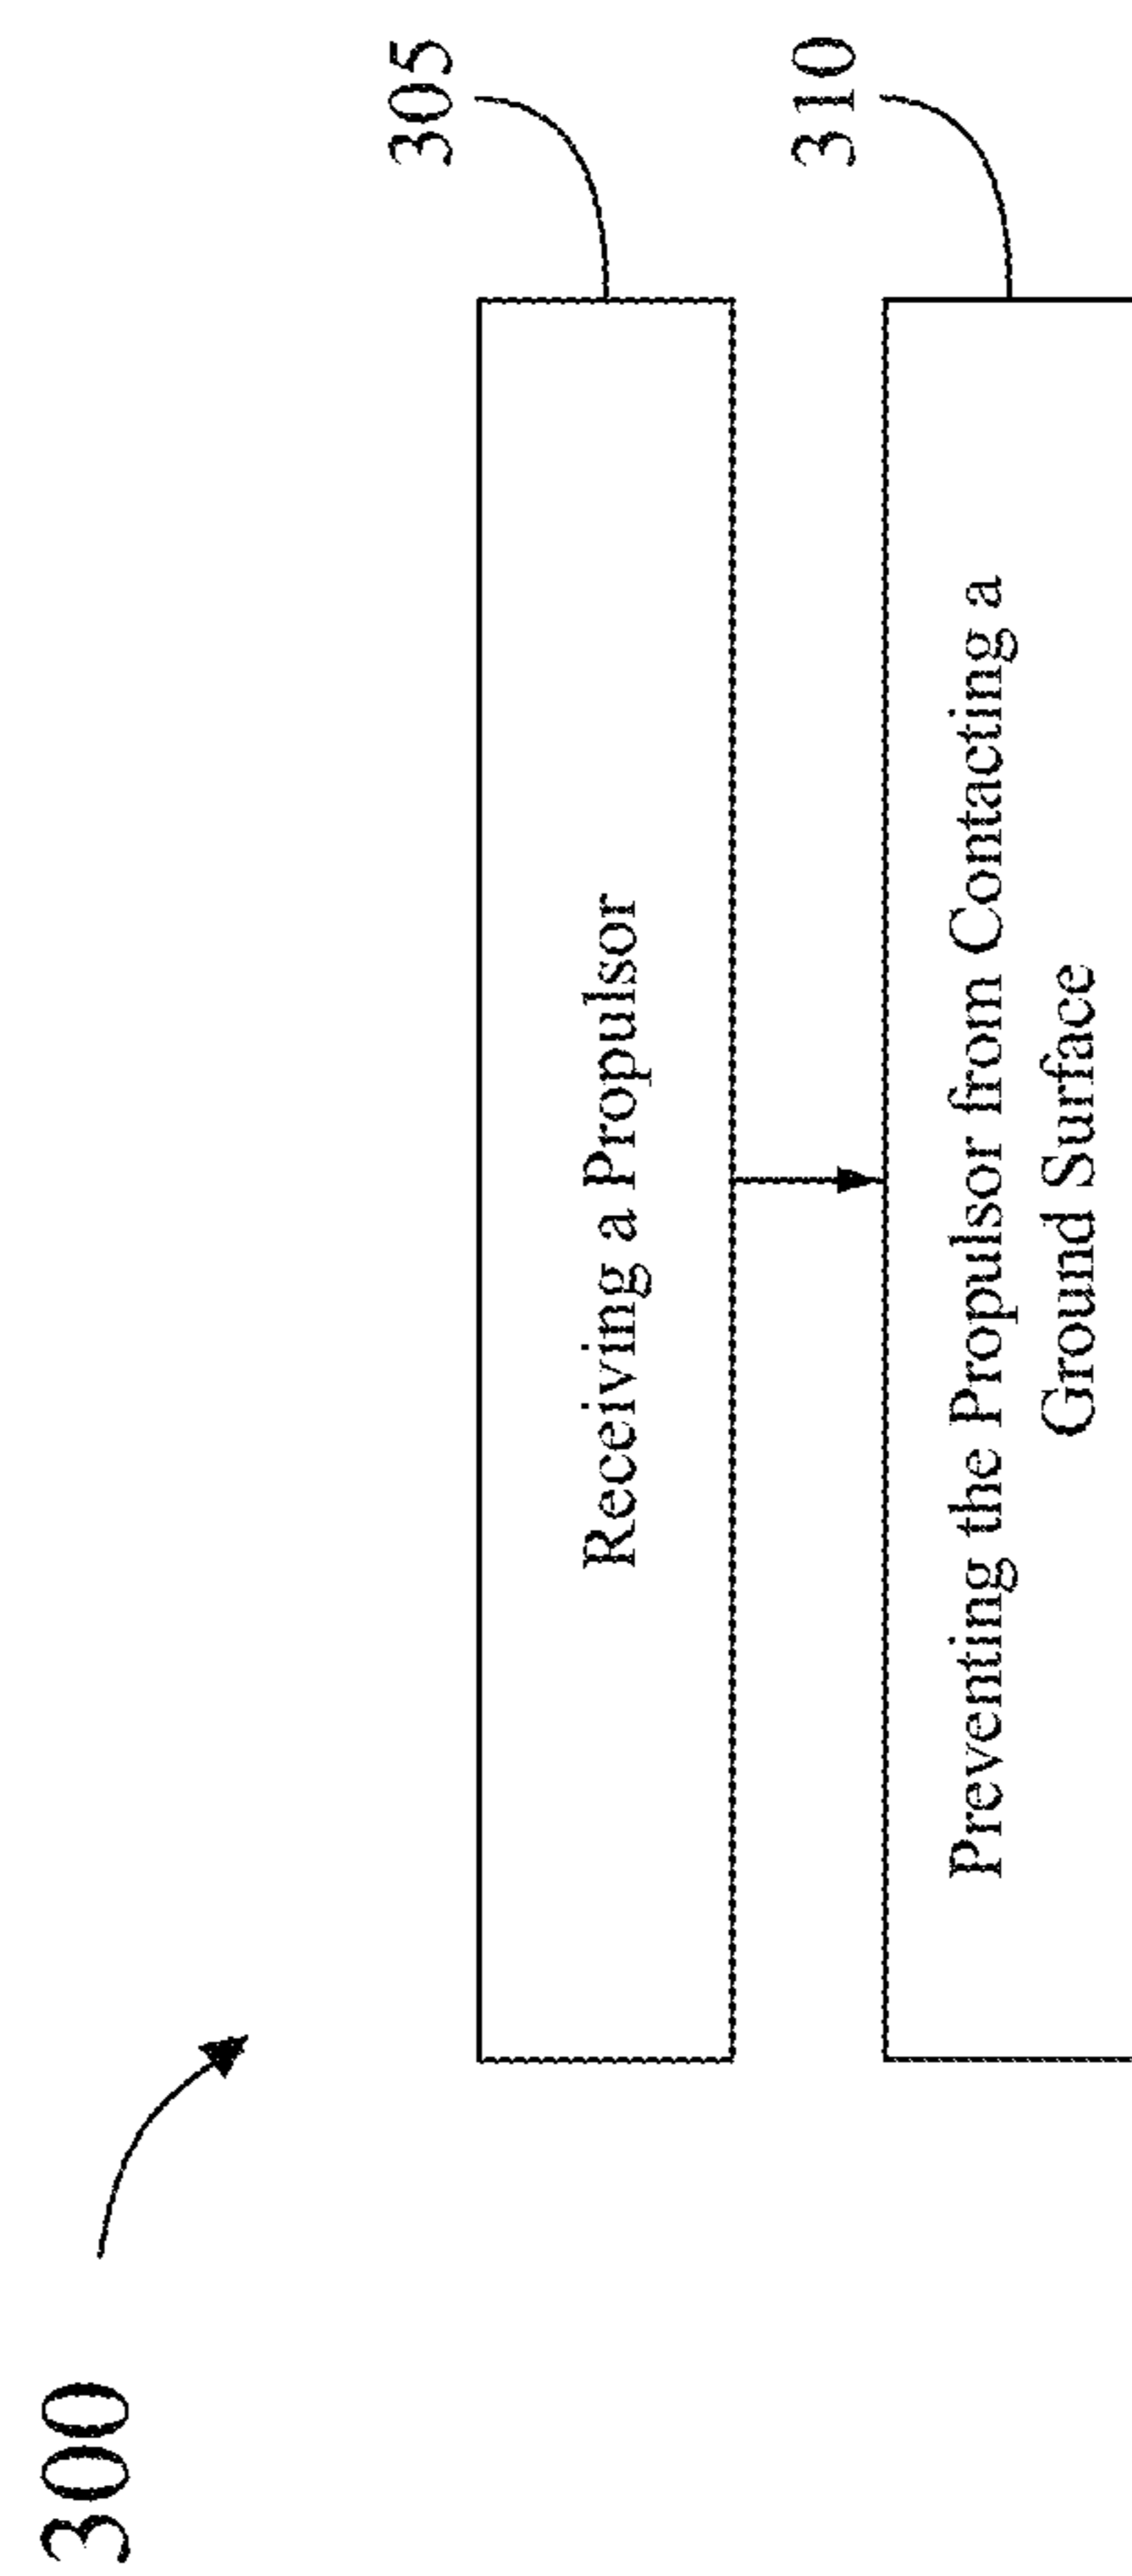 300
305
Receiving a Propulsor
310
Preventing the Propulsor from Contacting a
Ground Surface